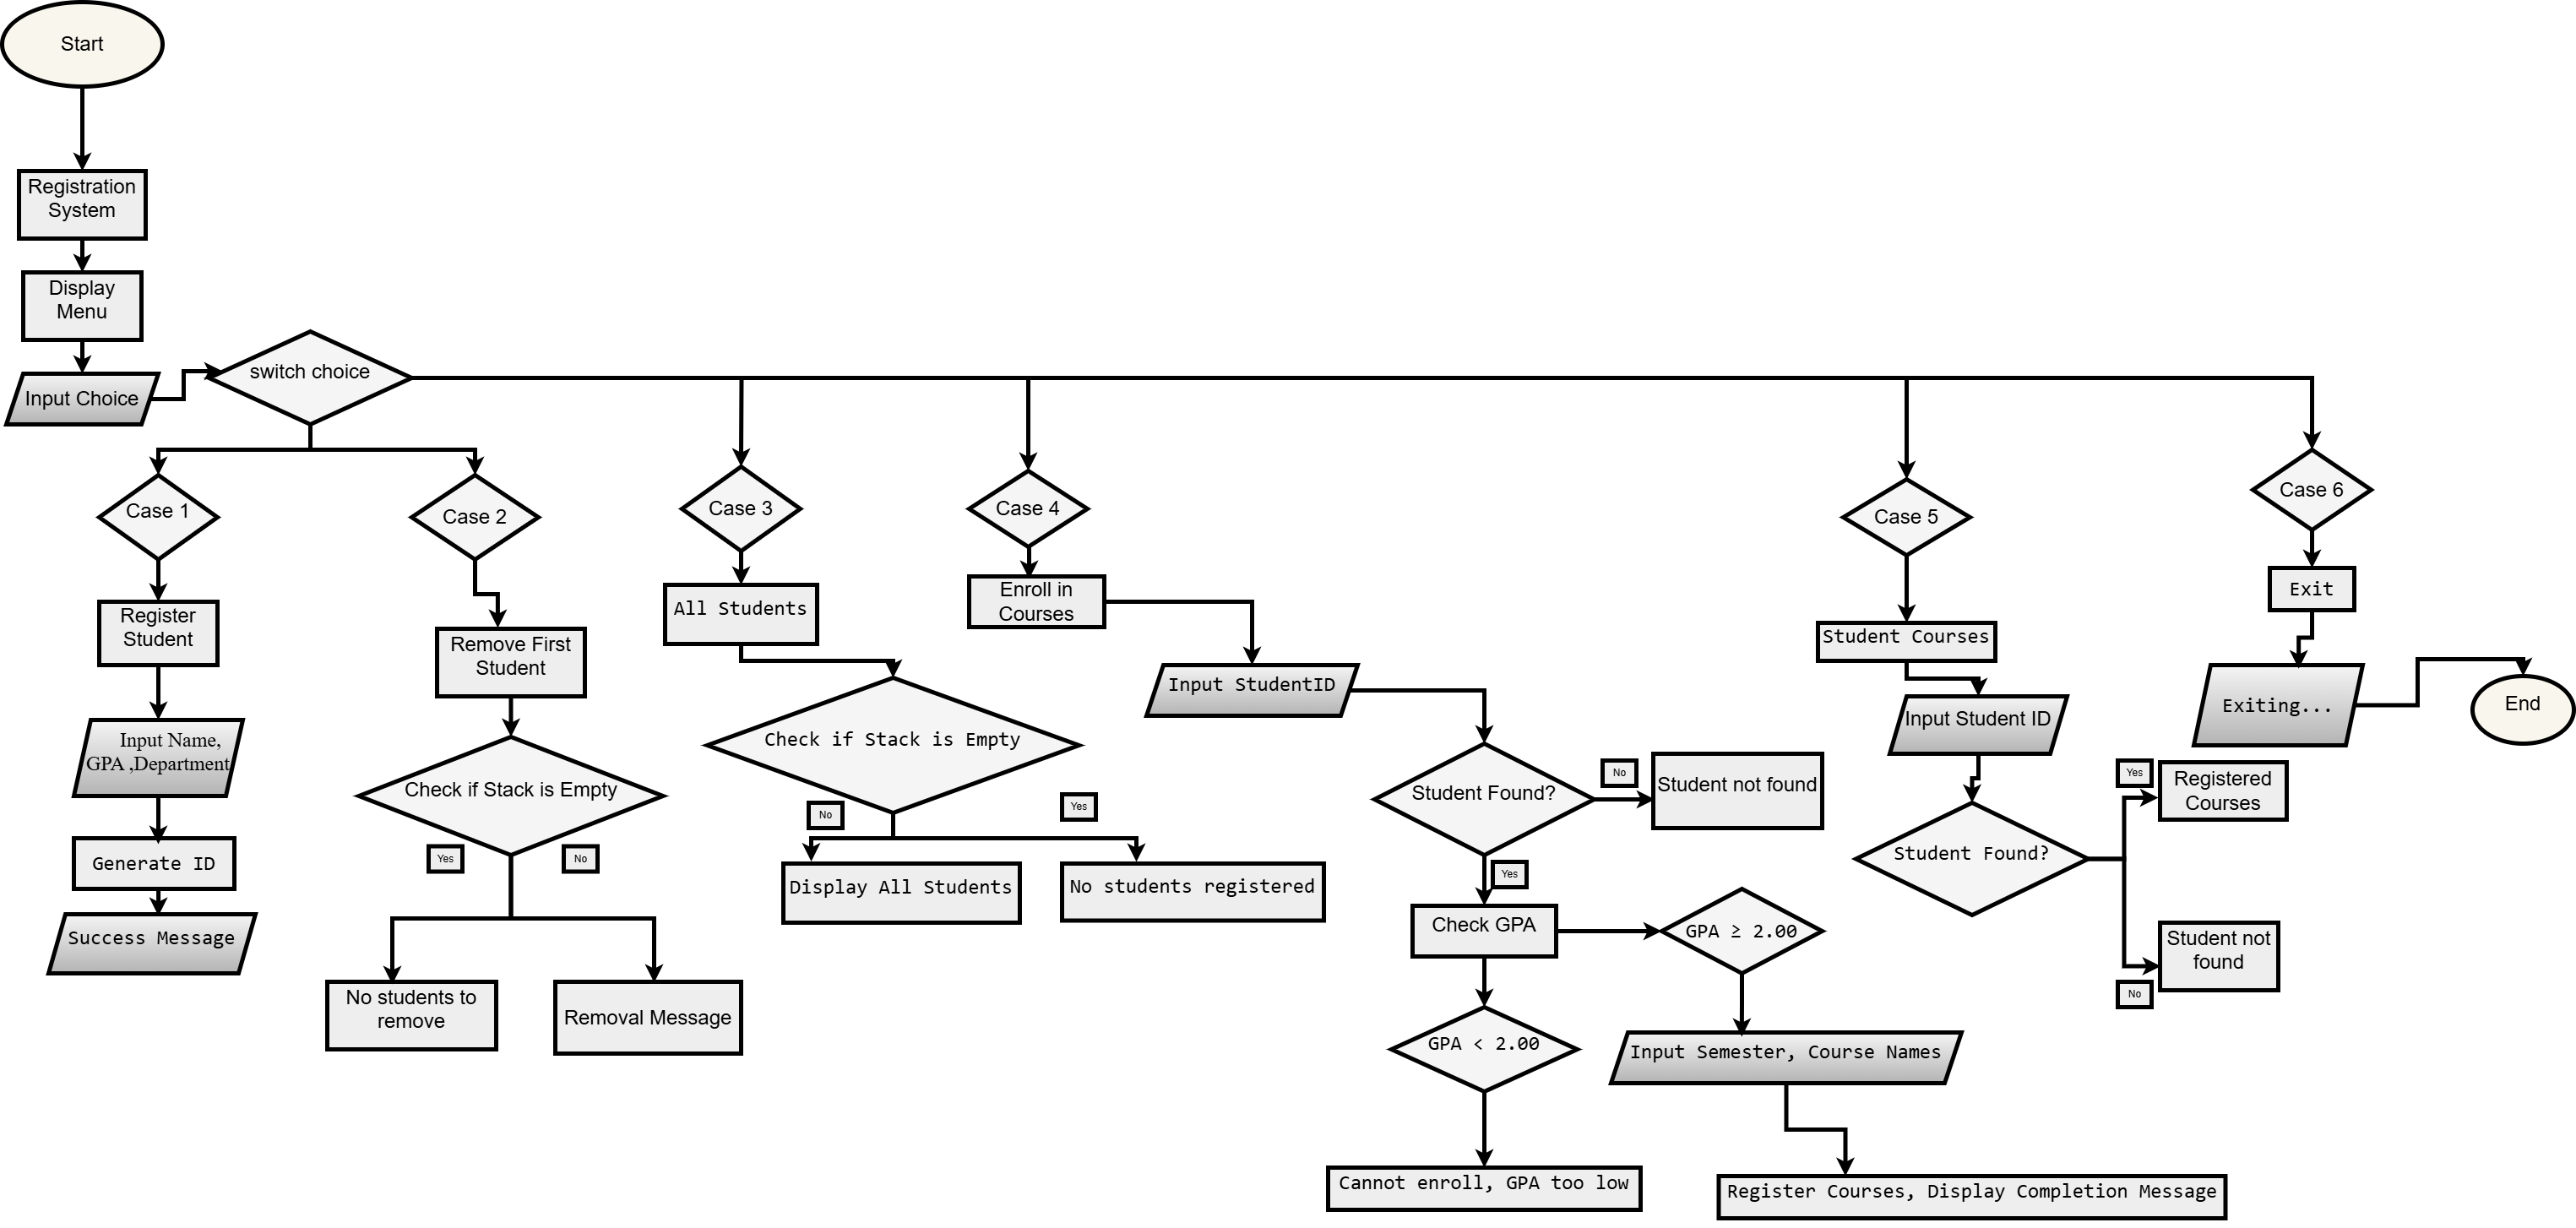 Start
Registration
System
Display
Menu
Input Choice
switch choice
Case 1
Register
Student
Input Name,
GPA ,Department
Generate ID
Success Message
Case 2
Remove First
Student
Check if Stack is Empty
Yes
No
No students to
remove
Removal Message
Case 3
All Students
Check if Stack is Empty
No
Yes
Display All Students
No students registered
Case 4
Enroll in
Courses
Input StudentID
Student Found?
No
Student not found
Yes
Check GPA
GPA ≥ 2.00
GPA < 2.00
Input Semester, Course Names
Cannot enroll, GPA too low
Register Courses, Display Completion Message
Case 5
Student Courses
Input Student ID
Student Found?
Yes
Registered
Courses
Student not
found
No
Case 6
Exit
Exiting...
End